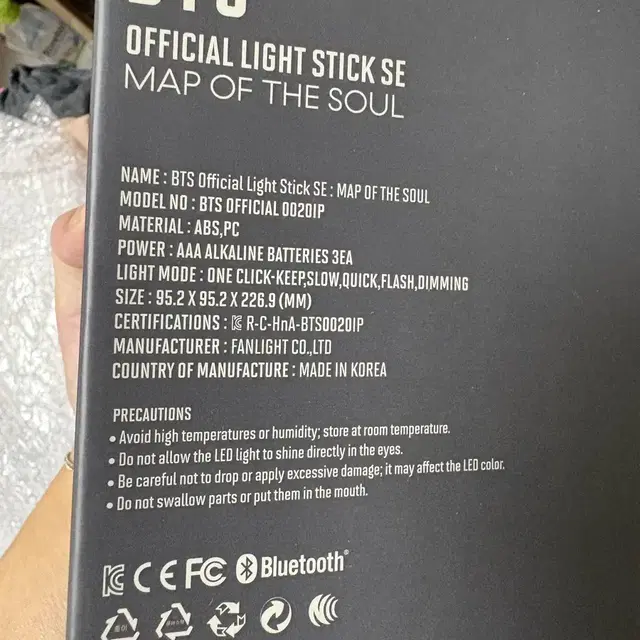 BTS
OFFICIAL LIGHT STICK SE
MAP OF THE SOUL
NAME : BTS Official Light Stick SE : MAP OF THE SOUL
MODEL NO : BTS OFFICIAL 0020IP
MATERIAL : ABS,PC
POWER : AAA ALKALINE BATTERIES 3EA
LIGHT MODE : ONE CLICK-KEEP,SLOW,QUICK,FLASH,DIMMING
SIZE : 95.2 X 95.2 X 226.9 (MM)
CERTIFICATIONS : R-C-HnA-BTS0020IP
MANUFACTURER : FANLIGHT CO.,LTD
COUNTRY OF MANUFACTURE : MADE IN KOREA
PRECAUTIONS
• Avoid high temperatures or humidity; store at room temperature.
• Do not allow the LED light to shine directly in the eyes.
• Be careful not to drop or apply excessive damage; it may affect the LED color.
• Do not swallow parts or put them in the mouth.
CE FC Bluetooth